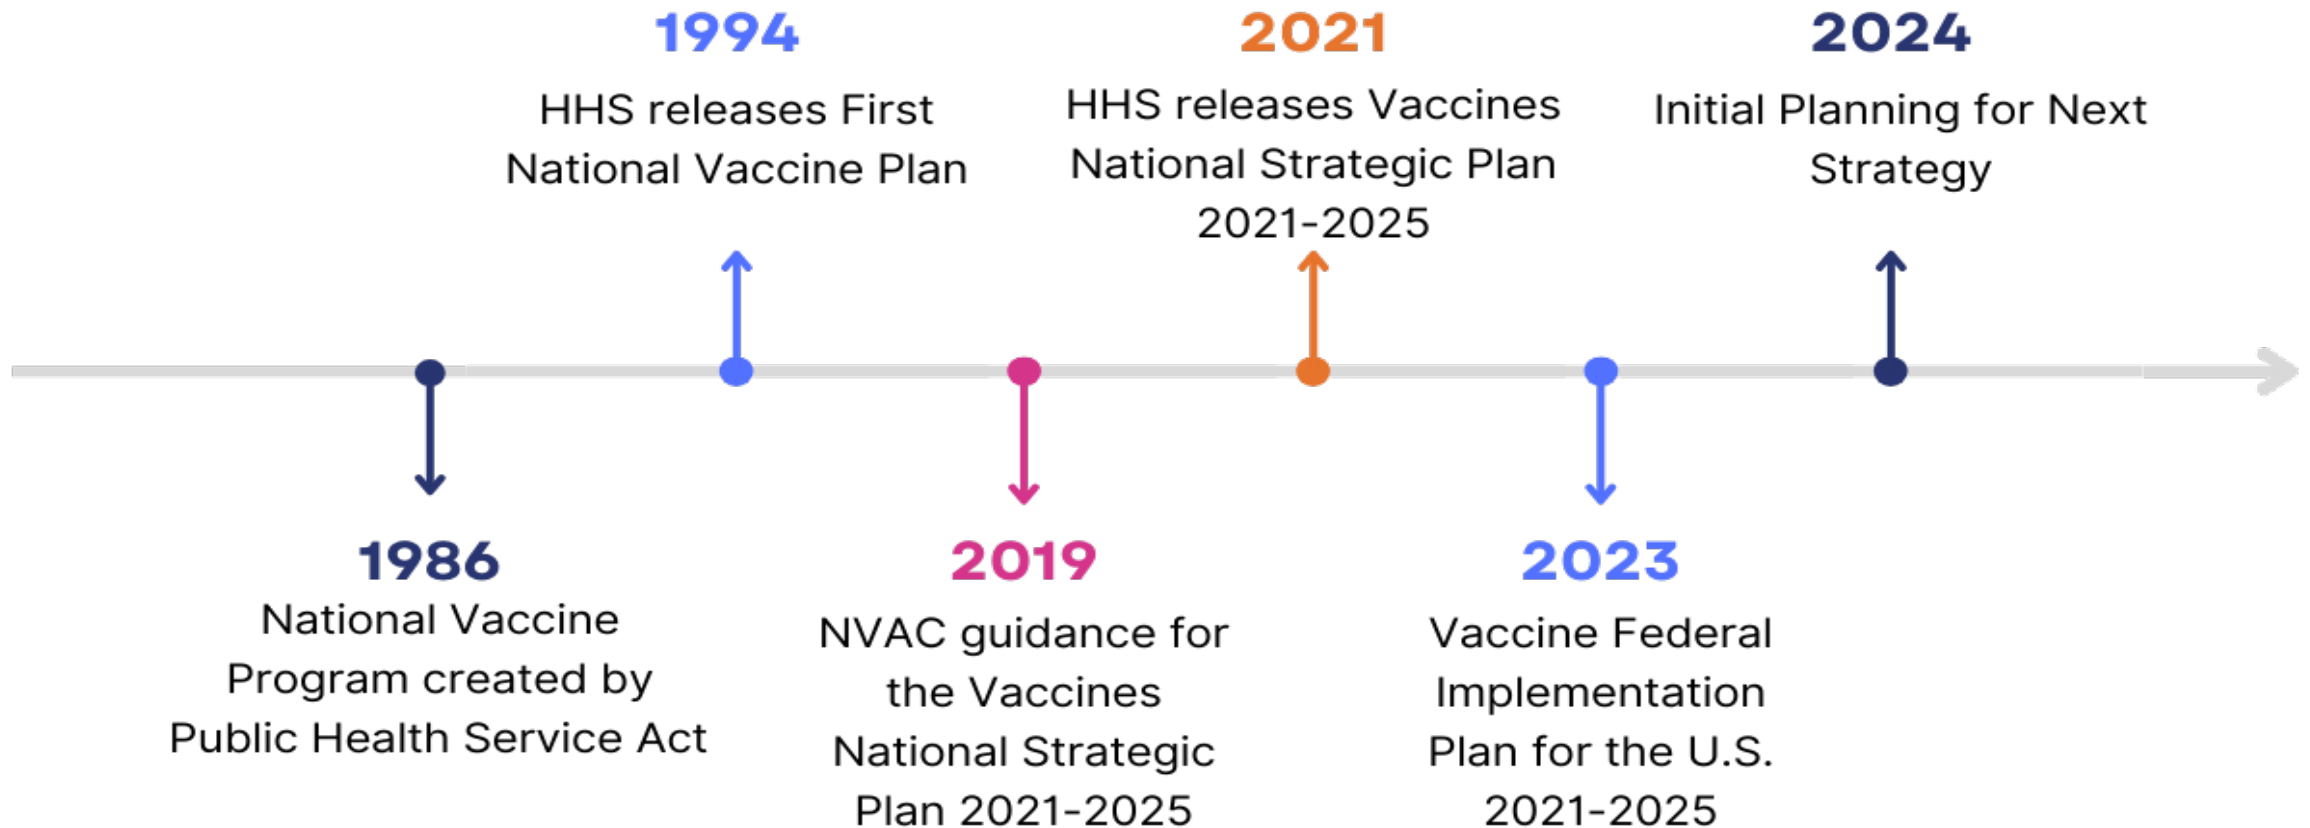 1994
HHS releases First
National Vaccine Plan
2021
HHS releases Vaccines
National Strategic Plan
2021-2025
2024
Initial Planning for Next
Strategy
1986
National Vaccine
Program created by
Public Health Service Act
2019
NVAC guidance for
the Vaccines
National Strategic
Plan 2021-2025
2023
Vaccine Federal
Implementation
Plan for the U.S.
2021-2025